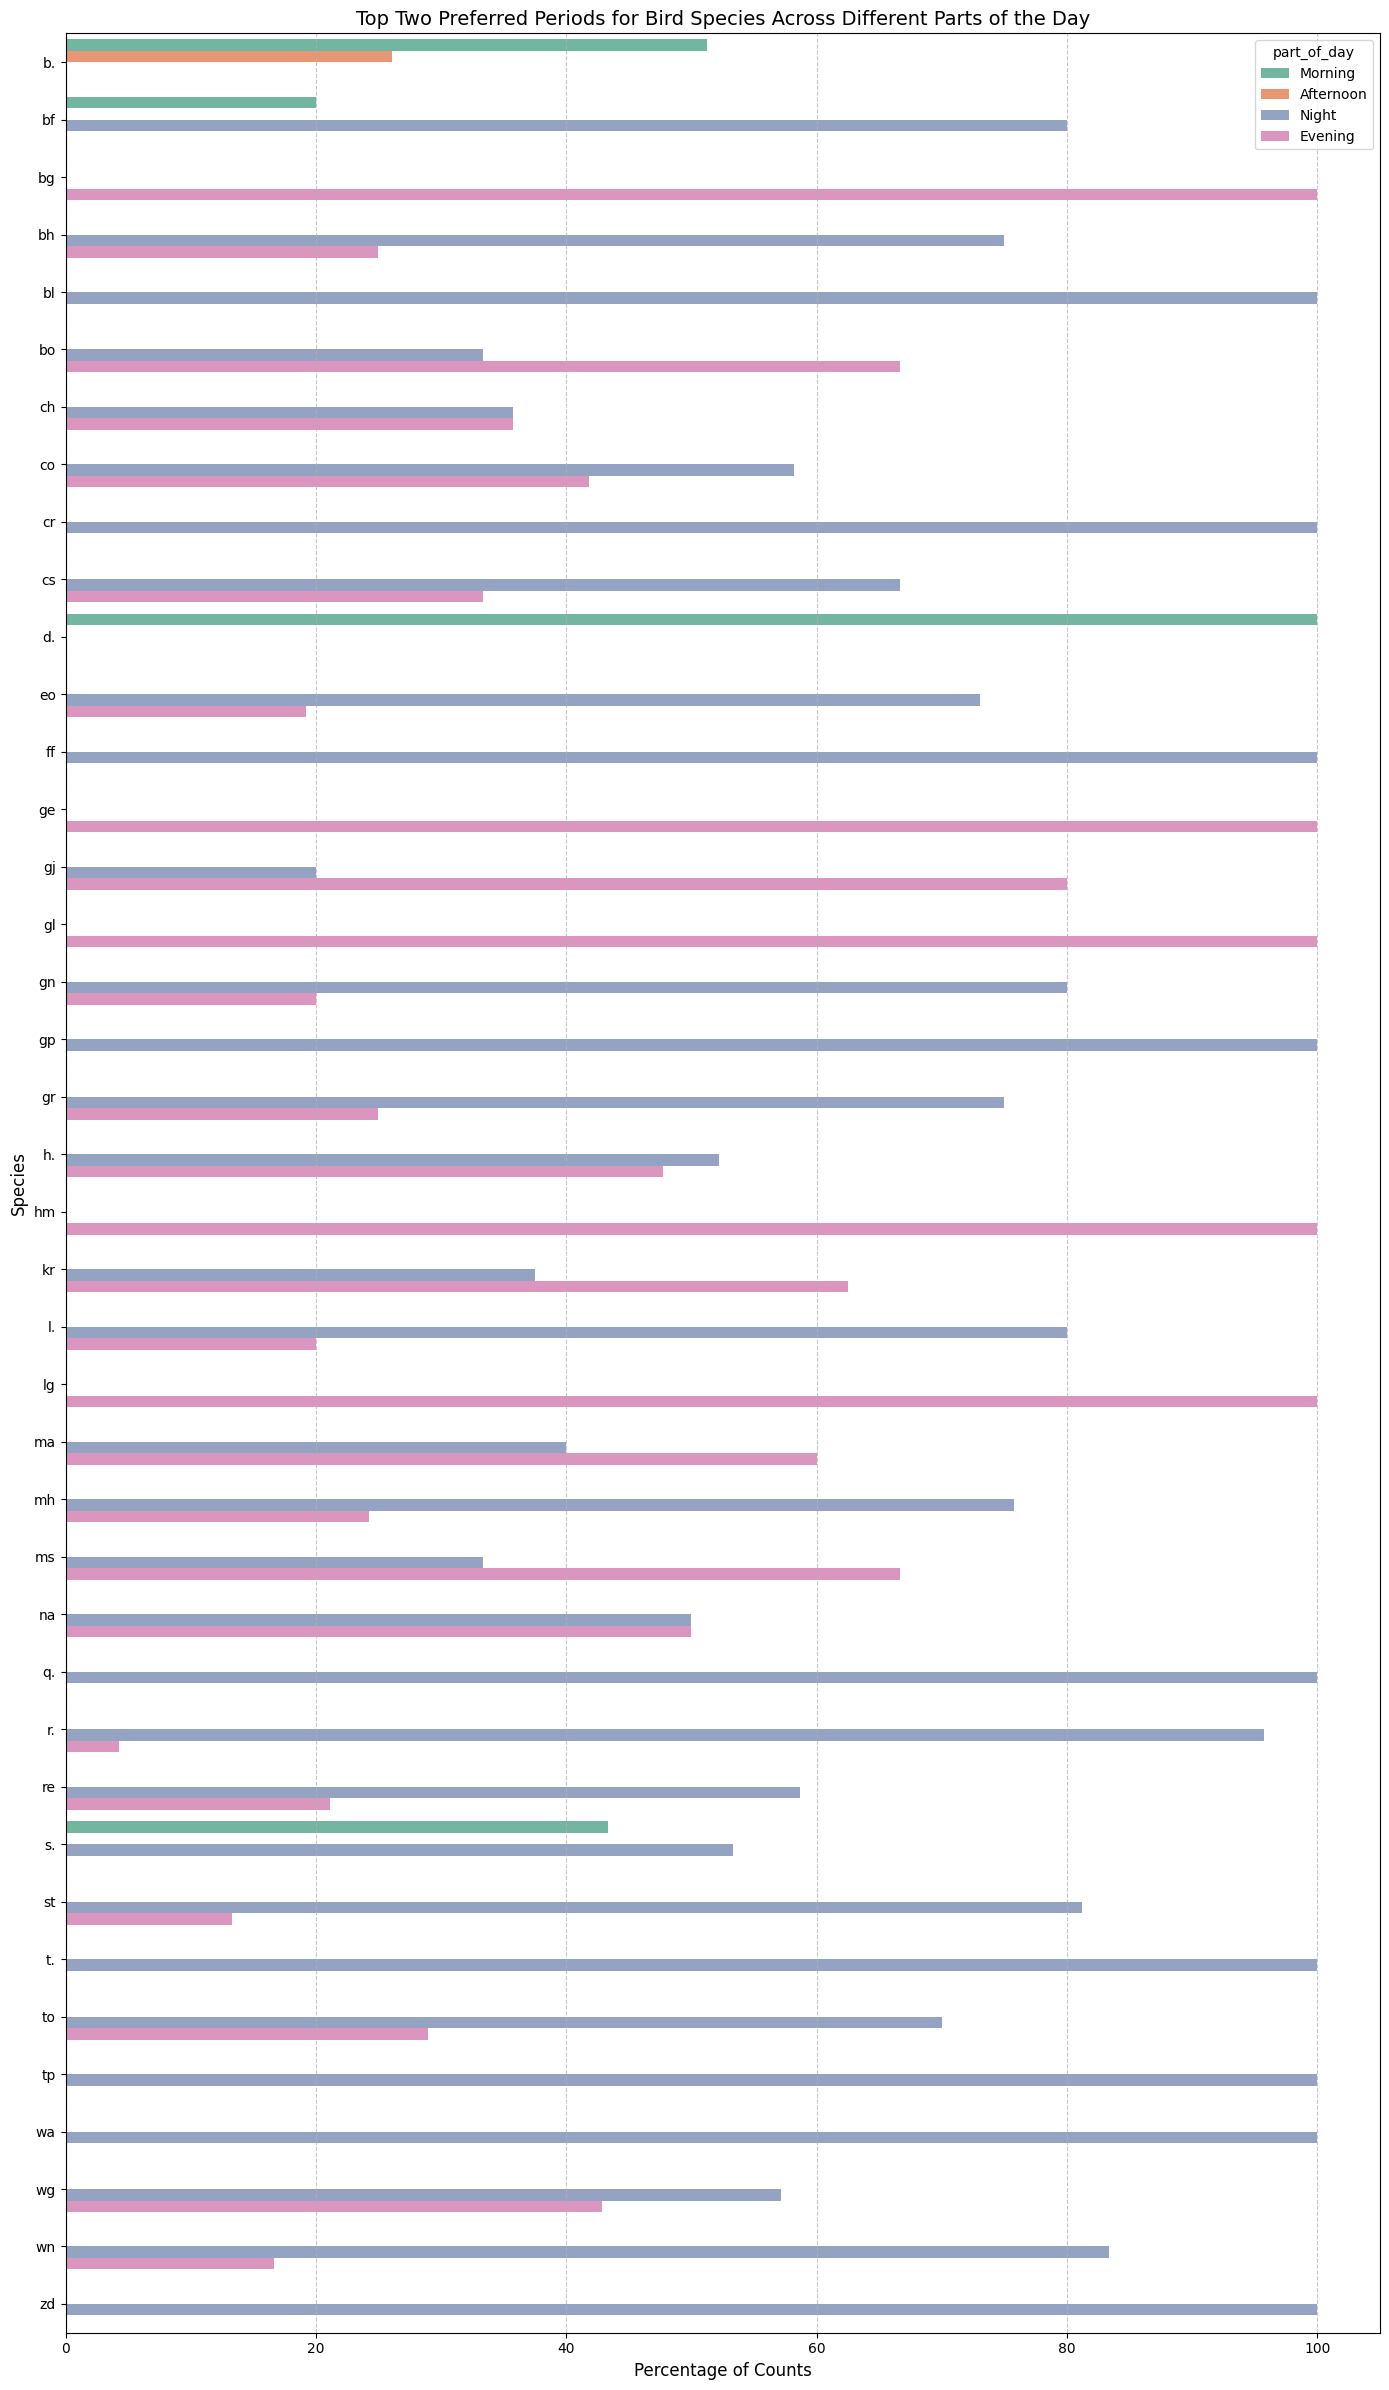 Top Two Preferred Periods for Bird Species Across Different Parts of the Day
part_of_day
Morning
Afternoon
Night
Evening
Species
b.
bf
bg
bh
bl
bo
ch
co
cr
cs
d.
eo
ff
ge
gj
gl
gn
gp
gr
h.
hm
kr
l.
lg
ma
mh
ms
na
q.
r.
re
s.
st
t.
to
tp
wa
wg
wn
zd
0 20 40 60 80 100
Percentage of Counts